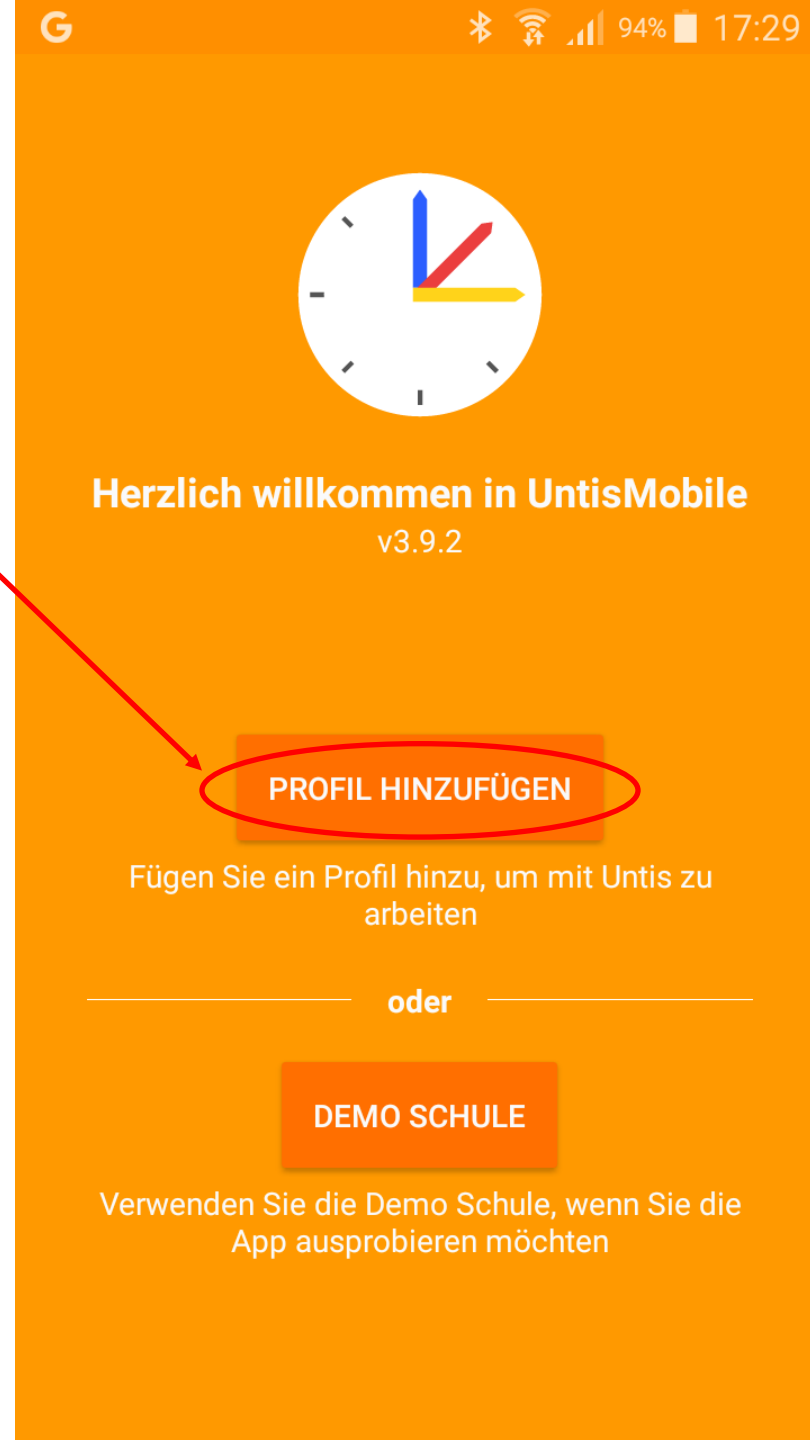 G 94% 17:29
Herzlich willkommen in UntisMobile
v3.9.2
PROFIL HINZUFÜGEN
Fügen Sie ein Profil hinzu, um mit Untis zu
arbeiten
oder
DEMO SCHULE
Verwenden Sie die Demo Schule, wenn Sie die
App ausprobieren möchten